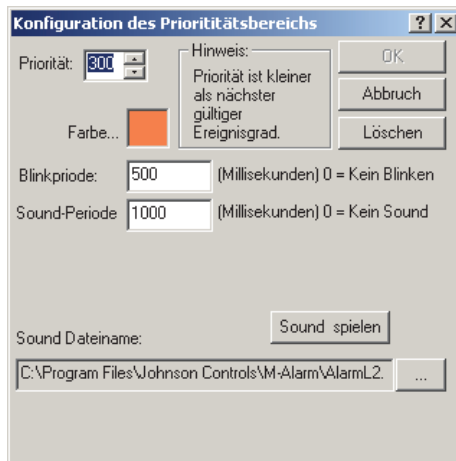 Konfiguration des Priorititätsbereichs
Priorität: 300
Hinweis:
Priorität ist kleiner
als nächster
gültiger
Ereignisgrad.
OK
Abbruch
Löschen
Farbe...
Blinkpriode: 500 (Millisekunden) 0 = Kein Blinken
Sound-Periode 1000 (Millisekunden) 0 = Kein Sound
Sound spielen
Sound Dateiname:
C:\Program Files\Johnson Controls\M-Alarm\AlarmL2. ...